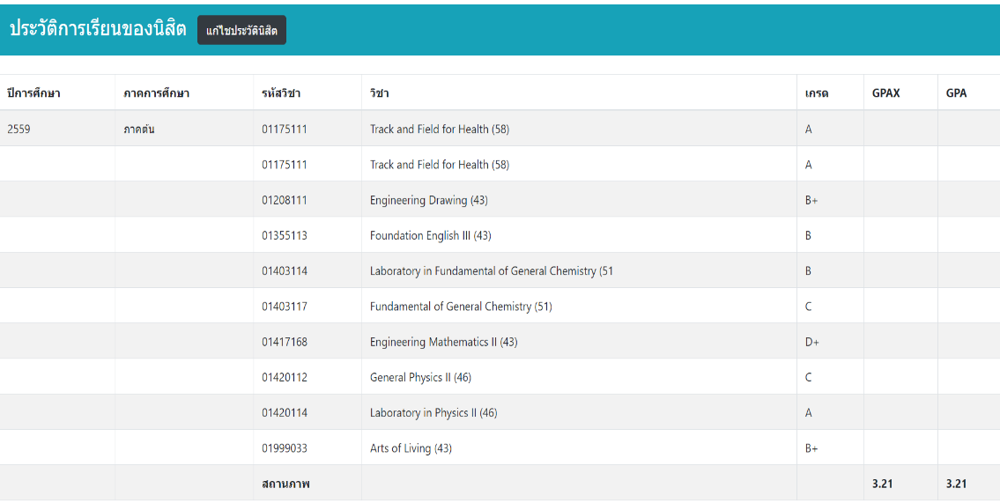 ประวัติการเรียนของนิสิต แก้ไขประวัตินิสิต
ปีการศึกษา ภาคการศึกษา รหัสวิชา วิชา เกรด GPAX GPA
2559 ภาคต้น 01175111 Track and Field for Health (58) A
01175111 Track and Field for Health (58) A
01208111 Engineering Drawing (43) B+
01355113 Foundation English III (43) B
01403114 Laboratory in Fundamental of General Chemistry (51 B
01403117 Fundamental of General Chemistry (51) C
01417168 Engineering Mathematics II (43) D+
01420112 General Physics II (46) C
01420114 Laboratory in Physics II (46) A
01999033 Arts of Living (43) B+
สถานภาพ 3.21 3.21